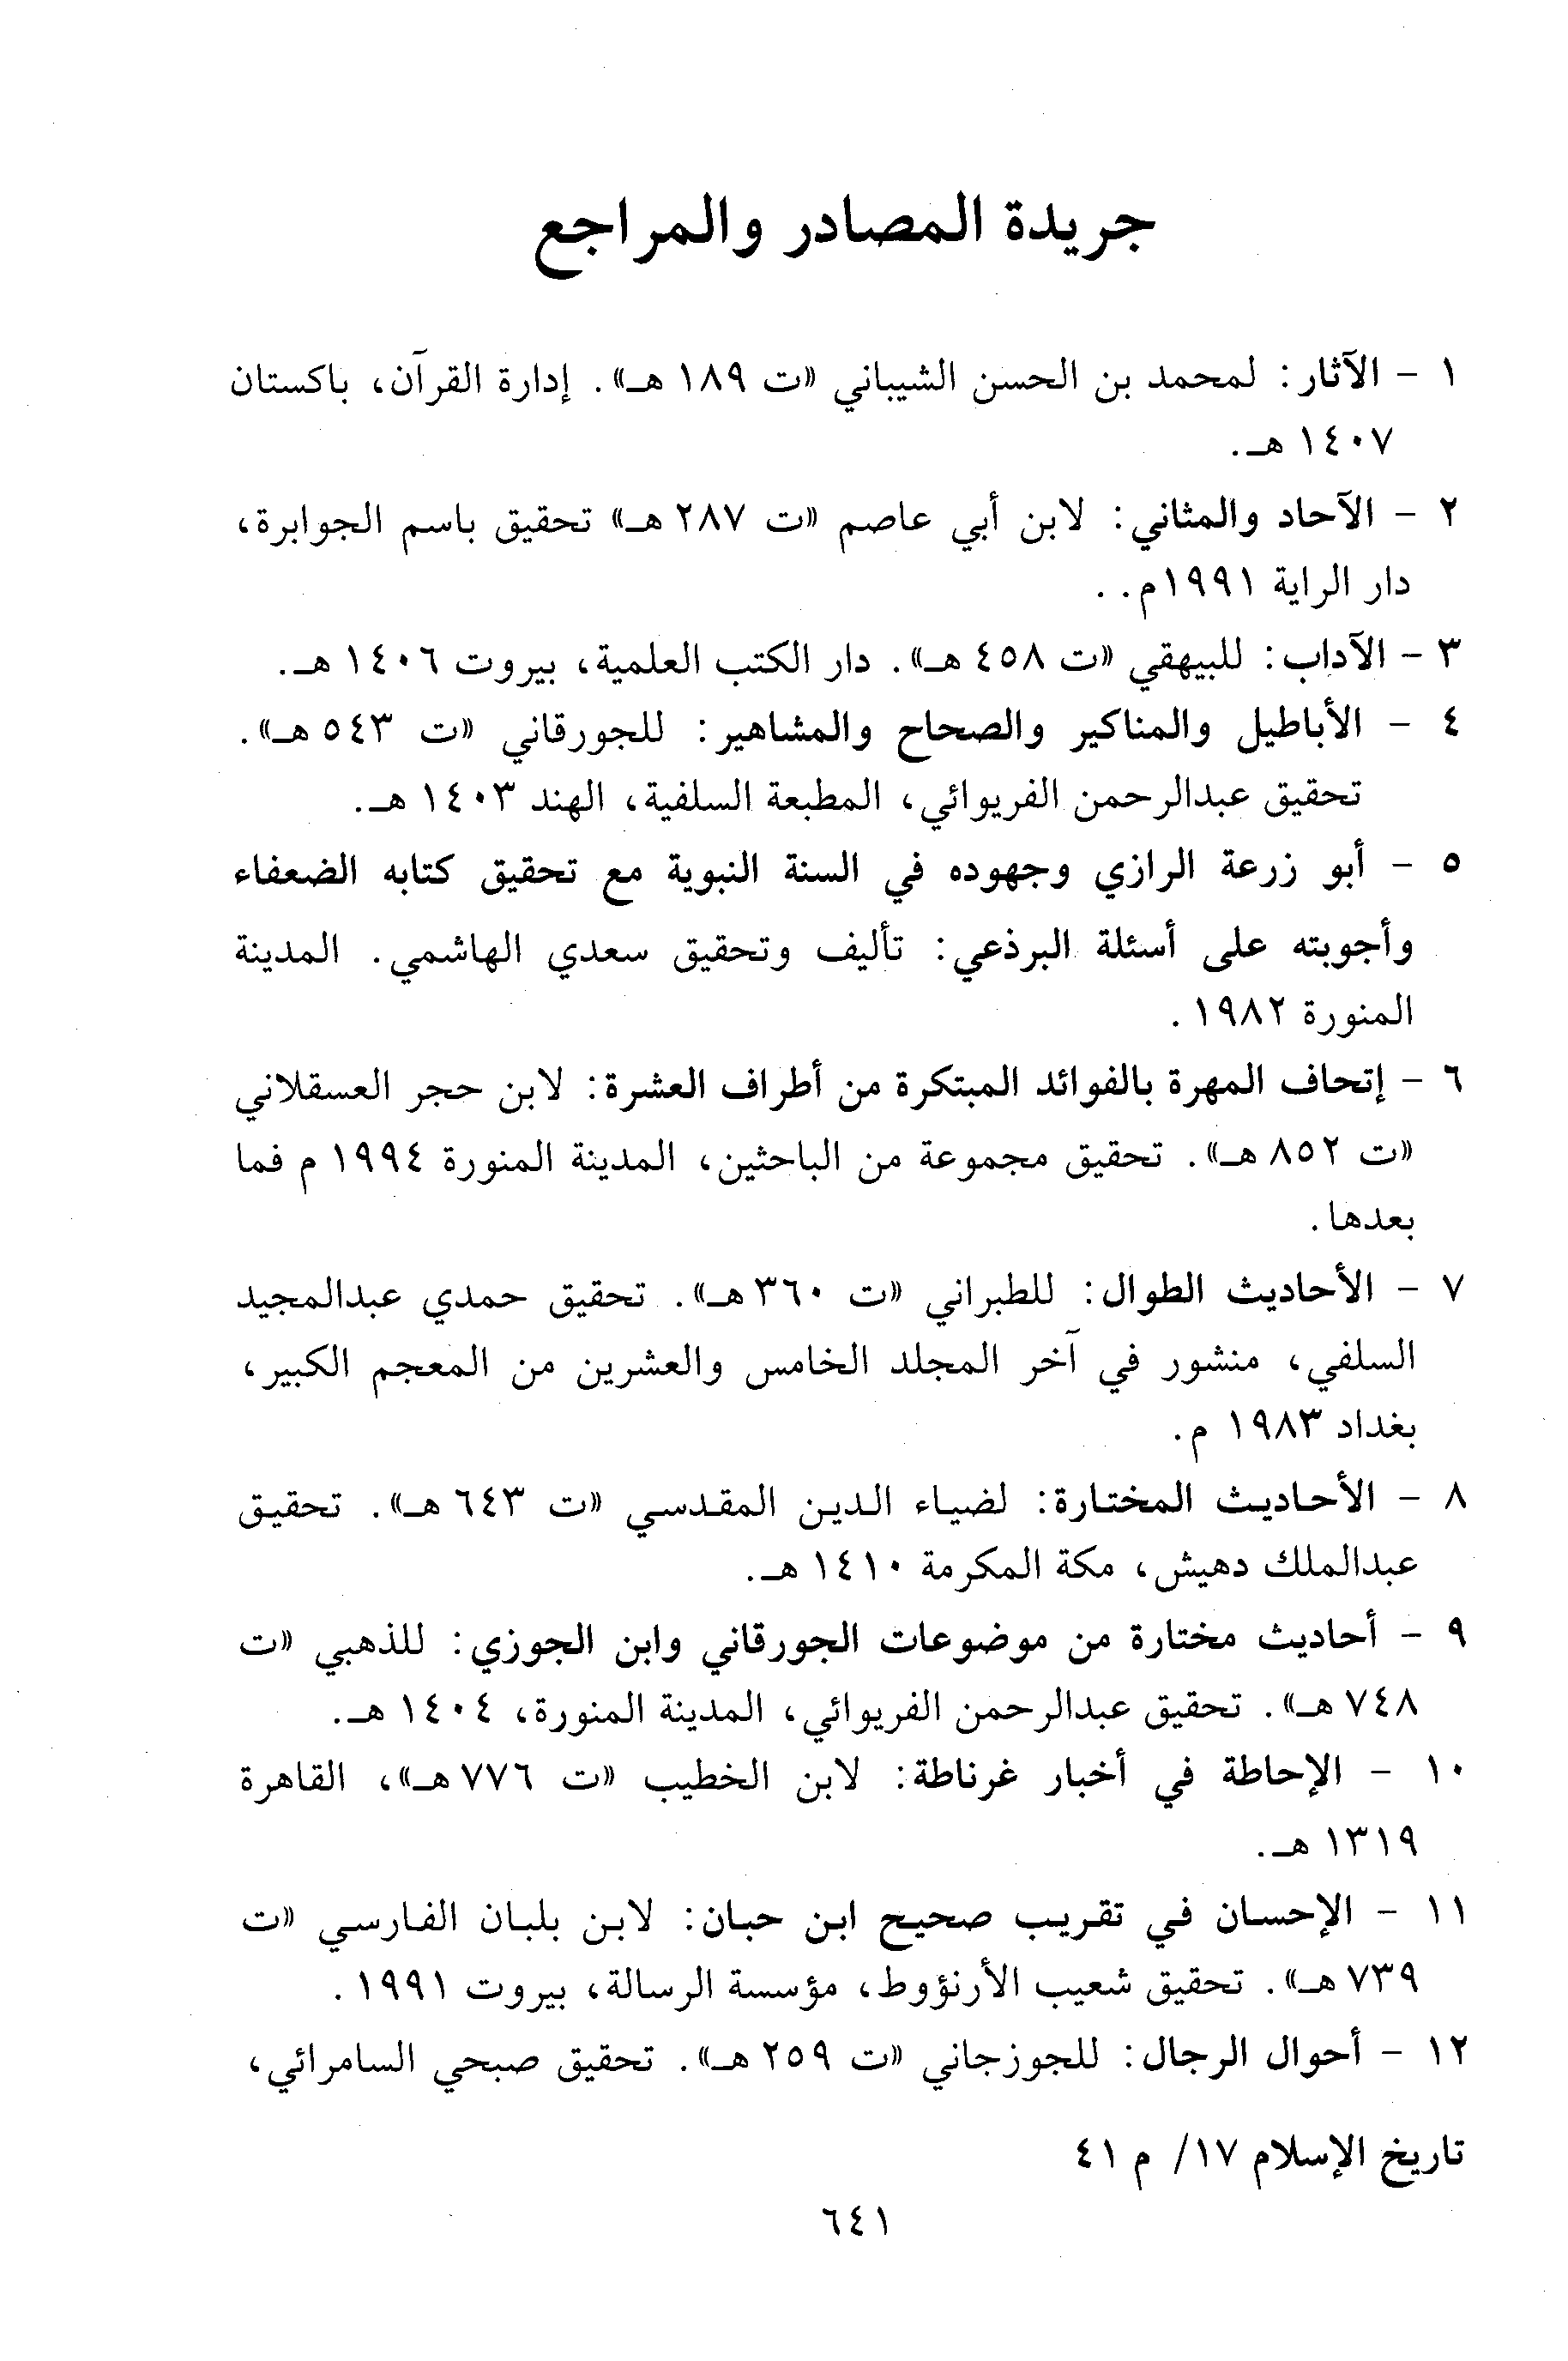 جريدة المصادر والمراجع
١ - الآثار: لمحمد بن الحسن الشيباني «ت ١٨٩ هـ». إدارة القرآن، باكستان
١٤٠٧ هـ.
٢ - الآحاد والمثاني: لابن أبي عاصم «ت ٢٨٧ هـ» تحقيق باسم الجوابرة،
دار الراية ١٩٩١م. .
٣ - الآداب: للبيهقي «ت ٤٥٨ هـ». دار الكتب العلمية، بيروت ١٤٠٦ هـ.
٤ - الأباطيل والمناكير والصحاح والمشاهير: للجورقاني «ت ٥٤٣ هـ».
تحقيق عبدالرحمن الفريوائي، المطبعة السلفية، الهند ١٤٠٣ هـ.
٥ - أبو زرعة الرازي وجهوده في السنة النبوية مع تحقيق كتابه الضعفاء
وأجوبته على أسئلة البرذعي: تأليف وتحقيق سعدي الهاشمي. المدينة
المنورة ١٩٨٢.
٦ - إتحاف المهرة بالفوائد المبتكرة من أطراف العشرة: لابن حجر العسقلاني
«ت ٨٥٢ هـ». تحقيق مجموعة من الباحثين، المدينة المنورة ١٩٩٤ م فما
بعدها.
٧ - الأحاديث الطوال: للطبراني «ت ٣٦٠ هـ». تحقيق حمدي عبدالمجيد
السلفي، منشور في آخر المجلد الخامس والعشرين من المعجم الكبير،
بغداد ١٩٨٣ م.
٨ - الأحاديث المختارة: لضياء الدين المقدسي «ت ٦٤٣ هـ». تحقيق
عبدالملك دهيش، مكة المكرمة ١٤١٠ هـ.
٩ - أحاديث مختارة من موضوعات الجورقاني وابن الجوزي: للذهبي «ت
٧٤٨ هـ». تحقيق عبدالرحمن الفريوائي، المدينة المنورة، ١٤٠٤ هـ.
١٠ - الإحاطة في أخبار غرناطة: لابن الخطيب «ت ٧٧٦ هـ»، القاهرة
١٣١٩ هـ.
١١ - الإحسان في تقريب صحيح ابن حبان: لابن بلبان الفارسي «ت
٧٣٩ هـ». تحقيق شعيب الأرنؤوط، مؤسسة الرسالة، بيروت ١٩٩١.
١٢ - أحوال الرجال: للجوزجاني «ت ٢٥٩ هـ». تحقيق صبحي السامرائي،
تاريخ الإسلام ١٧/ م ٤١
٦٤١